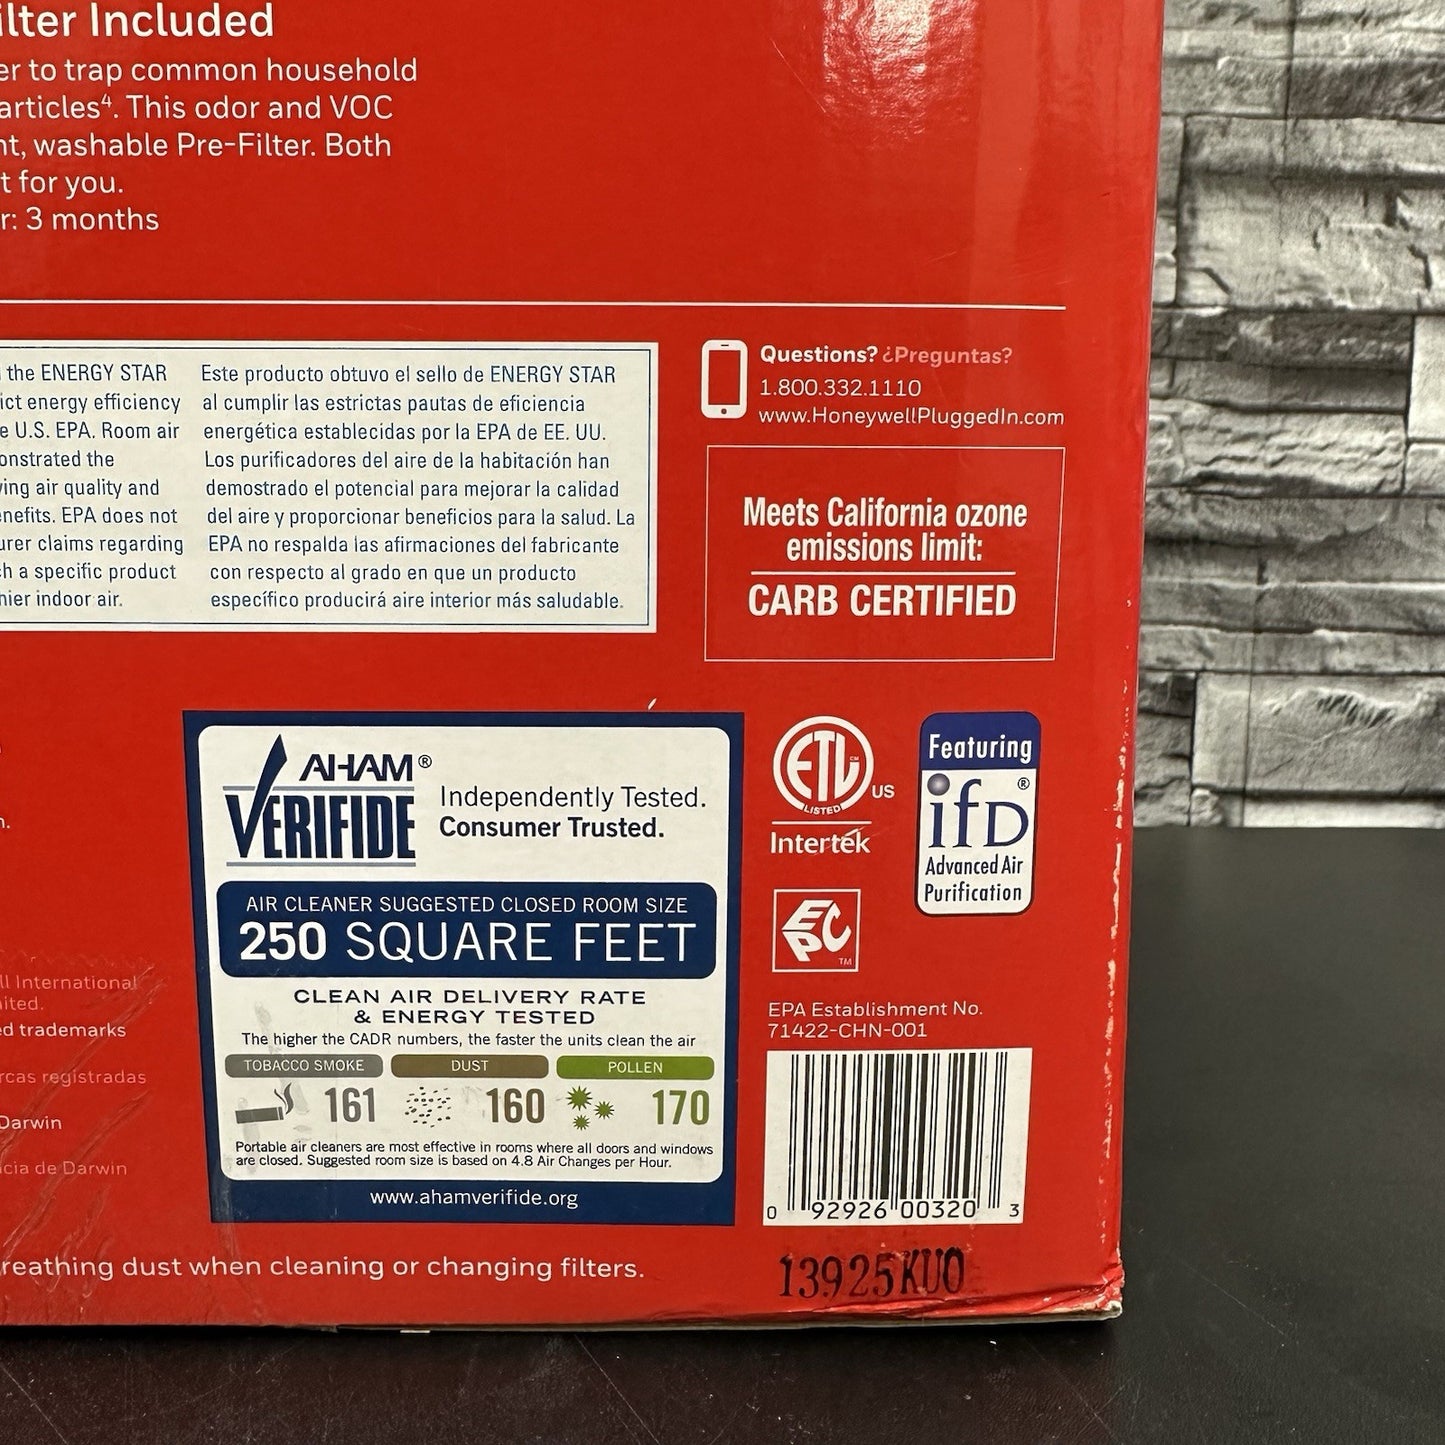 ilter Included
er to trap common household
articles⁴. This odor and VOC
nt, washable Pre-Filter. Both
t for you.
r: 3 months
the ENERGY STAR
ict energy efficiency
e U.S. EPA. Room air
onstrated the
ving air quality and
enefits. EPA does not
urer claims regarding
ch a specific product
hier indoor air.
Este producto obtuvo el sello de ENERGY STAR
al cumplir las estrictas pautas de eficiencia
energética establecidas por la EPA de EE. UU.
Los purificadores del aire de la habitación han
demostrado el potencial para mejorar la calidad
del aire y proporcionar beneficios para la salud. La
EPA no respalda las afirmaciones del fabricante
con respecto al grado en que un producto
específico producirá aire interior más saludable.
Questions? ¿Preguntas?
1.800.332.1110
www.HoneywellPluggedIn.com
Meets California ozone
emissions limit:
CARB CERTIFIED
n.
ll International
ited.
ed trademarks
rcas registradas
Darwin
cia de Darwin
AHAM®
VERIFIDE
Independently Tested.
Consumer Trusted.
AIR CLEANER SUGGESTED CLOSED ROOM SIZE
250 SQUARE FEET
CLEAN AIR DELIVERY RATE
& ENERGY TESTED
The higher the CADR numbers, the faster the units clean the air
TOBACCO SMOKE DUST POLLEN
161 160 170
Portable air cleaners are most effective in rooms where all doors and windows
are closed. Suggested room size is based on 4.8 Air Changes per Hour.
www.ahamverifide.org
ETL CM
LISTED
US
Intertek
Featuring
ifD®
Advanced Air
Purification
EPC
TM
EPA Establishment No.
71422-CHN-001
0 92926 00320 3
reathing dust when cleaning or changing filters.
13925KU0